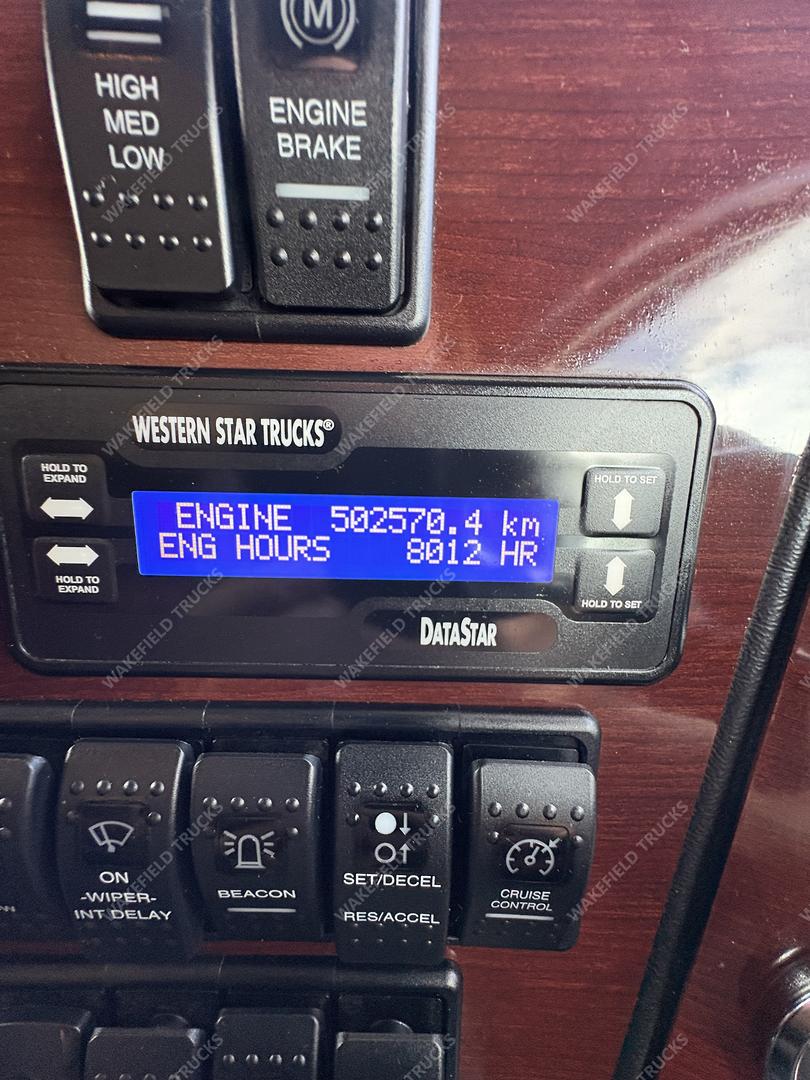 HIGH
MED
LOW
M
ENGINE
BRAKE
WESTERN STAR TRUCKS®
HOLD TO
EXPAND
HOLD TO SET
ENGINE 502570.4 km
ENG HOURS 8012 HR
HOLD TO
EXPAND
HOLD TO SET
DATASTAR
ON
-WIPER-
INT DELAY
BEACON
SET/DECEL
RES/ACCEL
CRUISE
CONTROL
WAKEFIELD TRUCKS